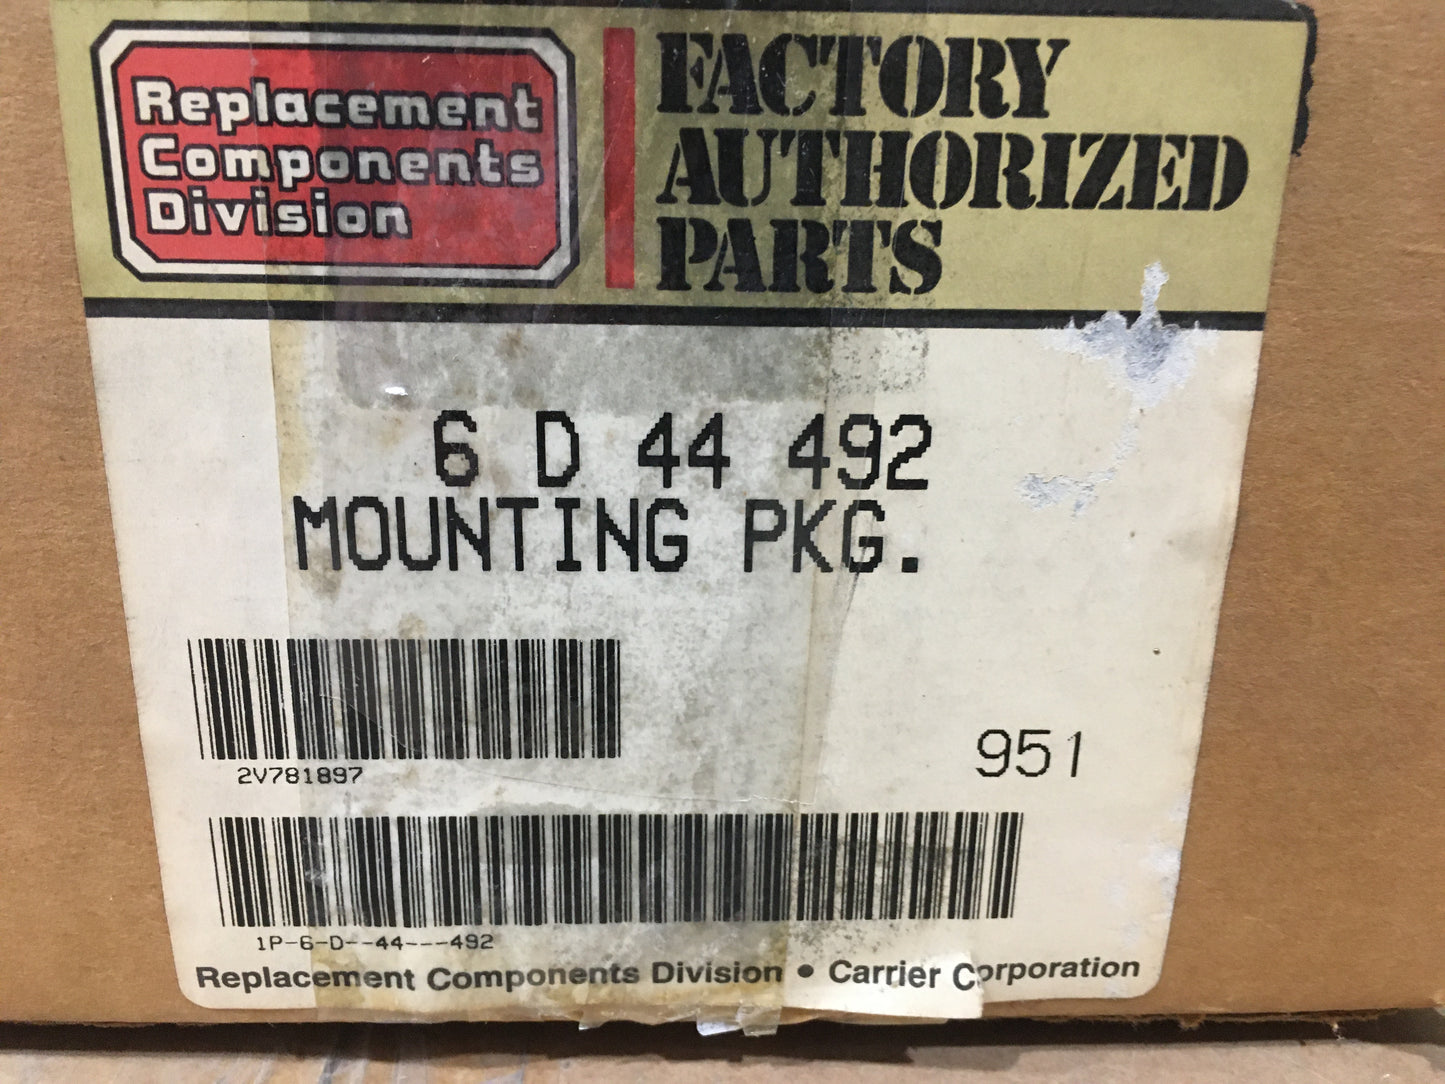 Replacement
Components
Division
FACTORY
AUTHORIZED
PARTS
6 D 44 492
MOUNTING PKG.
2V781897
951
1P-6-D--44---492
Replacement Components Division • Carrier Corporation